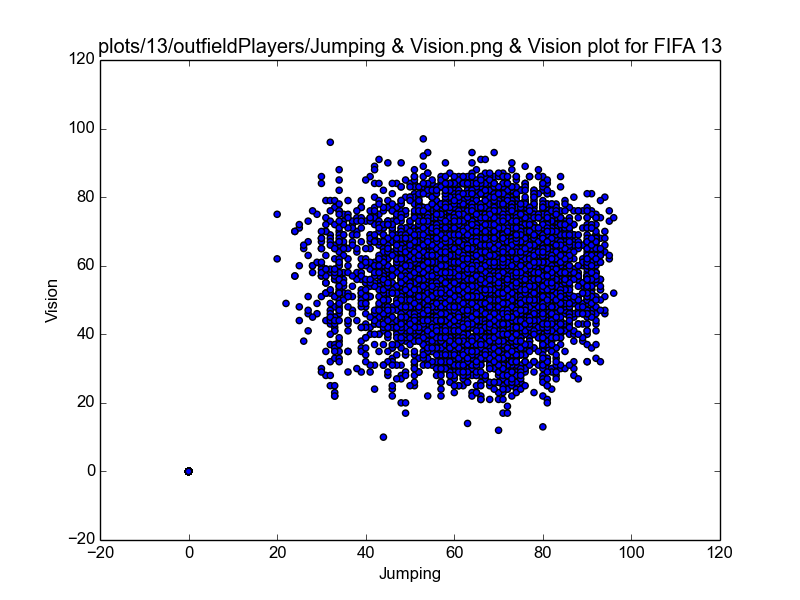 plots/13/outfieldPlayers/Jumping & Vision.png & Vision plot for FIFA 13
120
100
80
60
40
20
0
−20
Vision
−20 0 20 40 60 80 100 120
Jumping